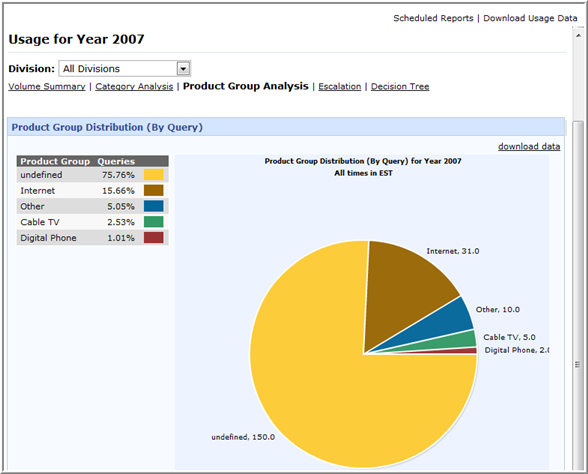 Scheduled Reports | Download Usage Data
Usage for Year 2007
Division: All Divisions
Volume Summary | Category Analysis | Product Group Analysis | Escalation | Decision Tree
Product Group Distribution (By Query)
download data
Product Group Queries
undefined 75.76%
Internet 15.66%
Other 5.05%
Cable TV 2.53%
Digital Phone 1.01%
Product Group Distribution (By Query) for Year 2007
All times in EST
Internet, 31.0
Other, 10.0
Cable TV, 5.0
Digital Phone, 2.0
undefined, 150.0